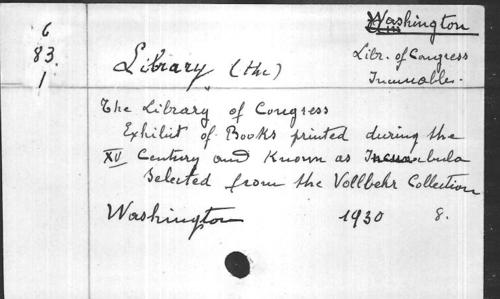 6
83.
1
Washington
Libr. of Congress
Incunables.
Library (the)
The Library of Congress
Exhibit of Books printed during the
XV Century and Known as Incunabula
Selected from the Vollbehr Collection
Washington 1930 8.